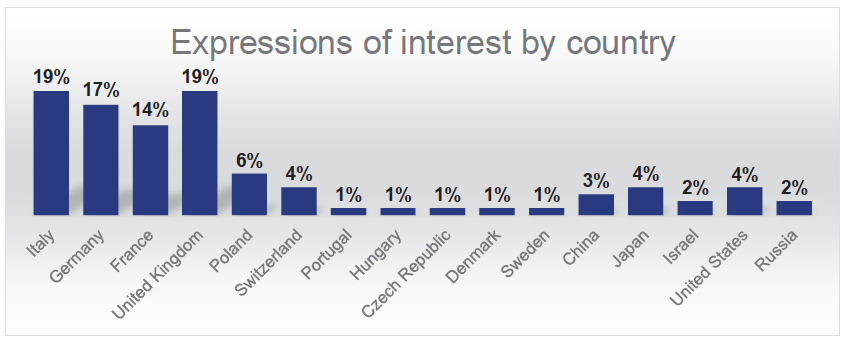 Expressions of interest by country
19%
17%
14%
19%
6%
4%
1%
1%
1%
1%
1%
3%
4%
2%
4%
2%
Italy
Germany
France
United Kingdom
Poland
Switzerland
Portugal
Hungary
Czech Republic
Denmark
Sweden
China
Japan
Israel
United States
Russia